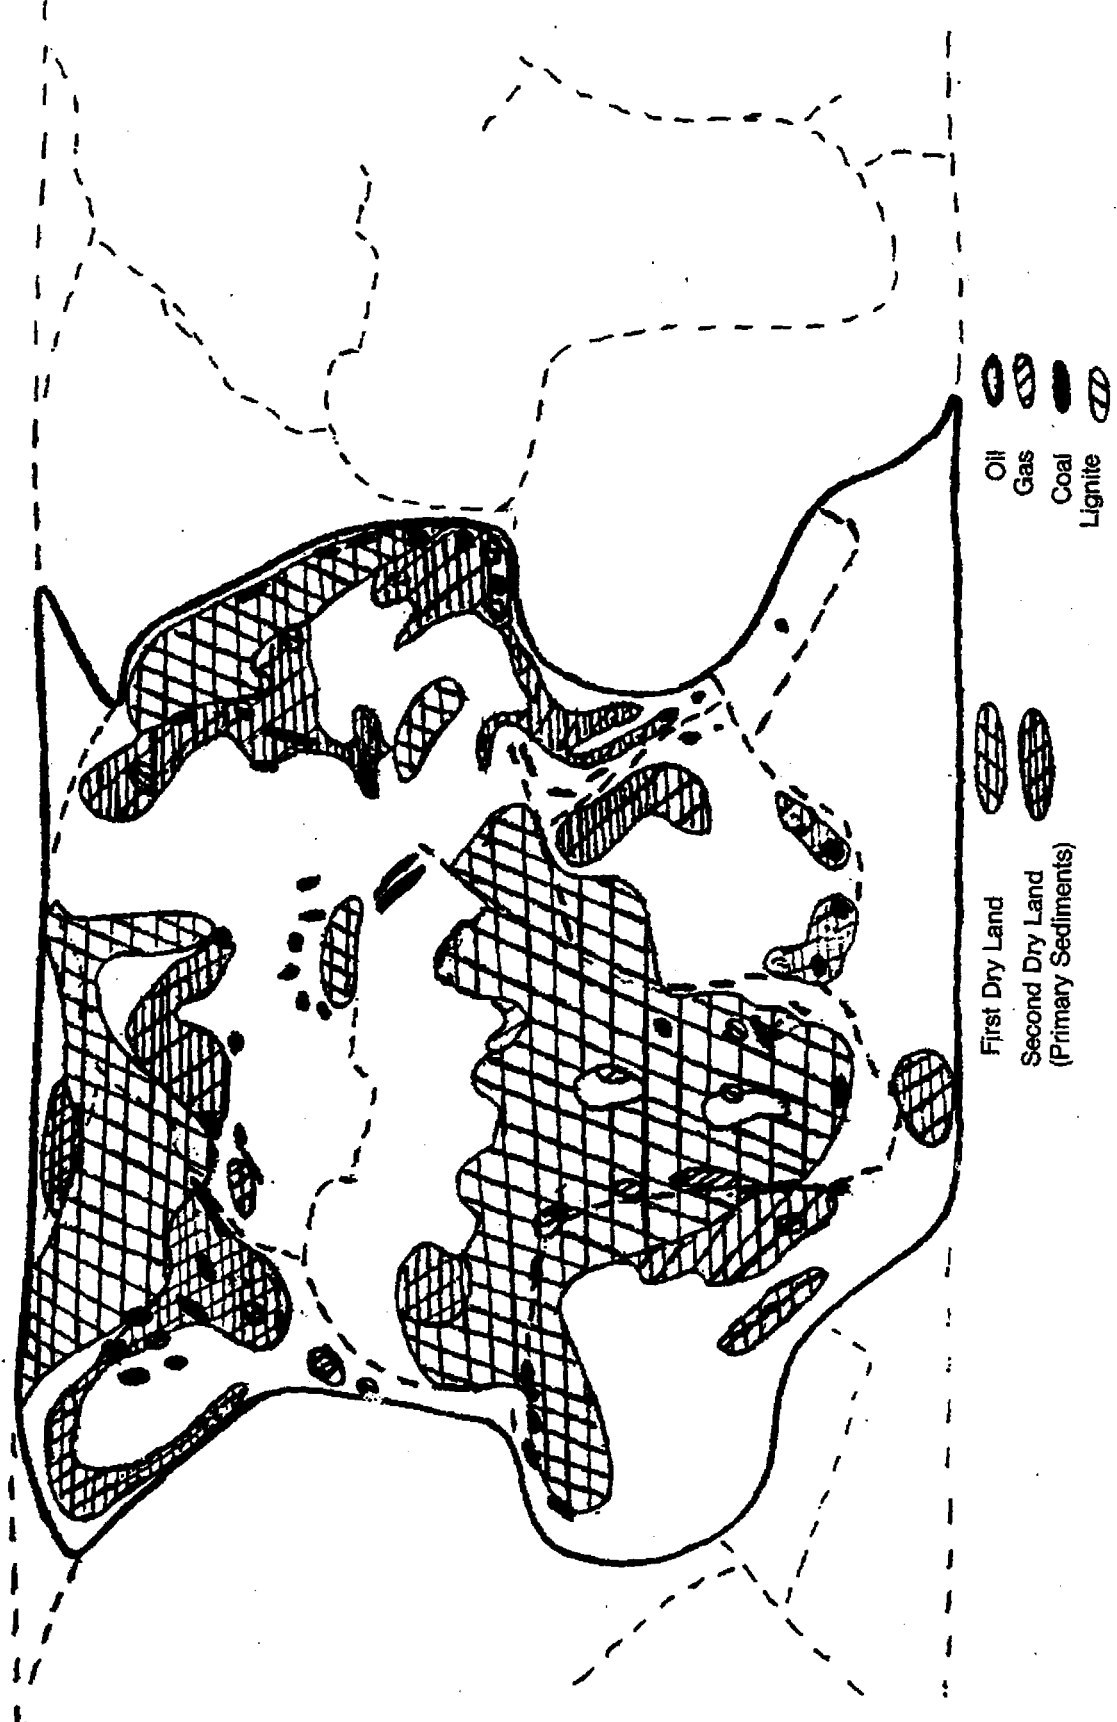 First Dry Land
Second Dry Land
(Primary Sediments)
Oil
Gas
Coal
Lignite